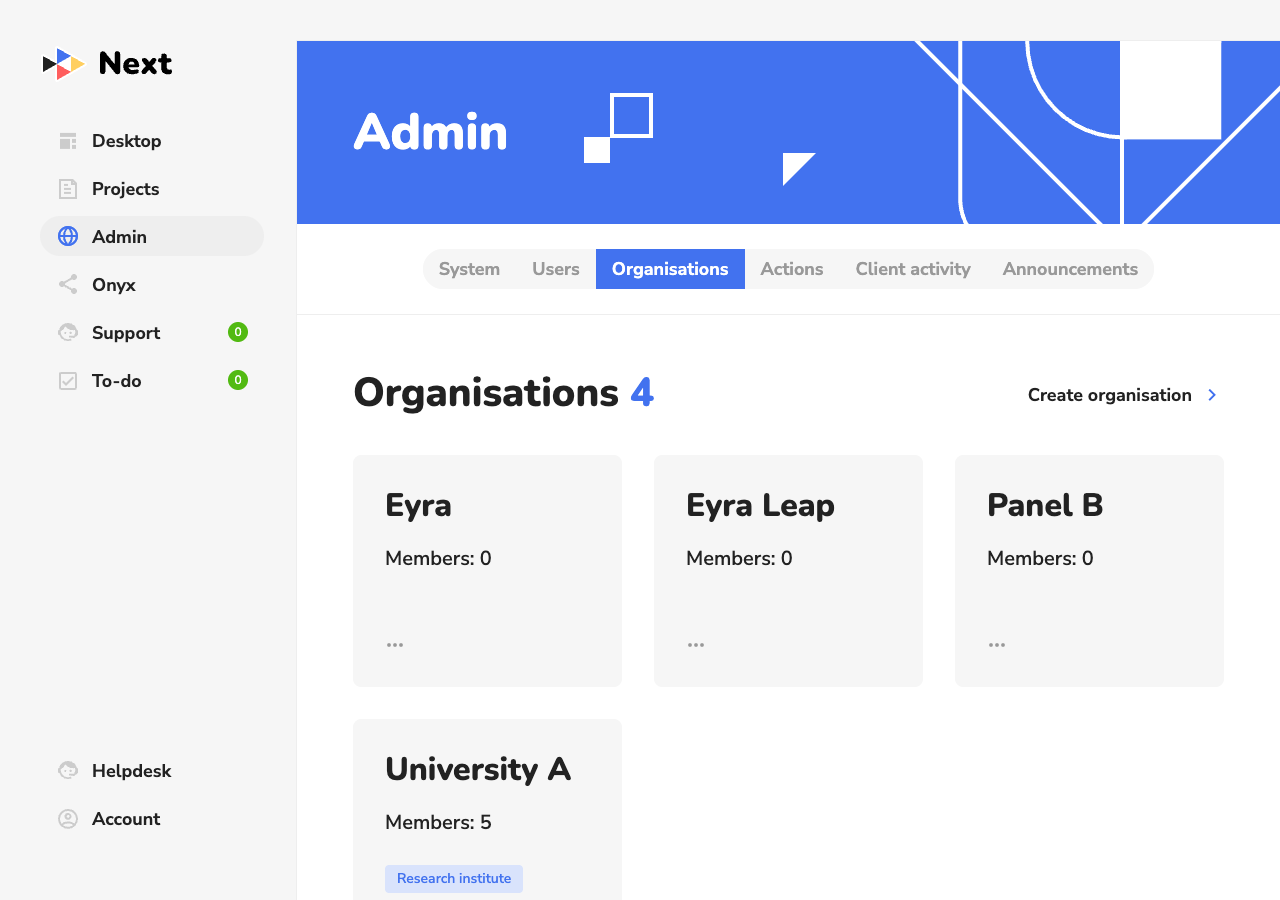 Next
Desktop
Projects
Admin
Onyx
Support 0
To-do 0
Helpdesk
Account
Admin
System Users Organisations Actions Client activity Announcements
Organisations 4
Create organisation
Eyra
Members: 0
...
Eyra Leap
Members: 0
...
Panel B
Members: 0
...
University A
Members: 5
Research institute